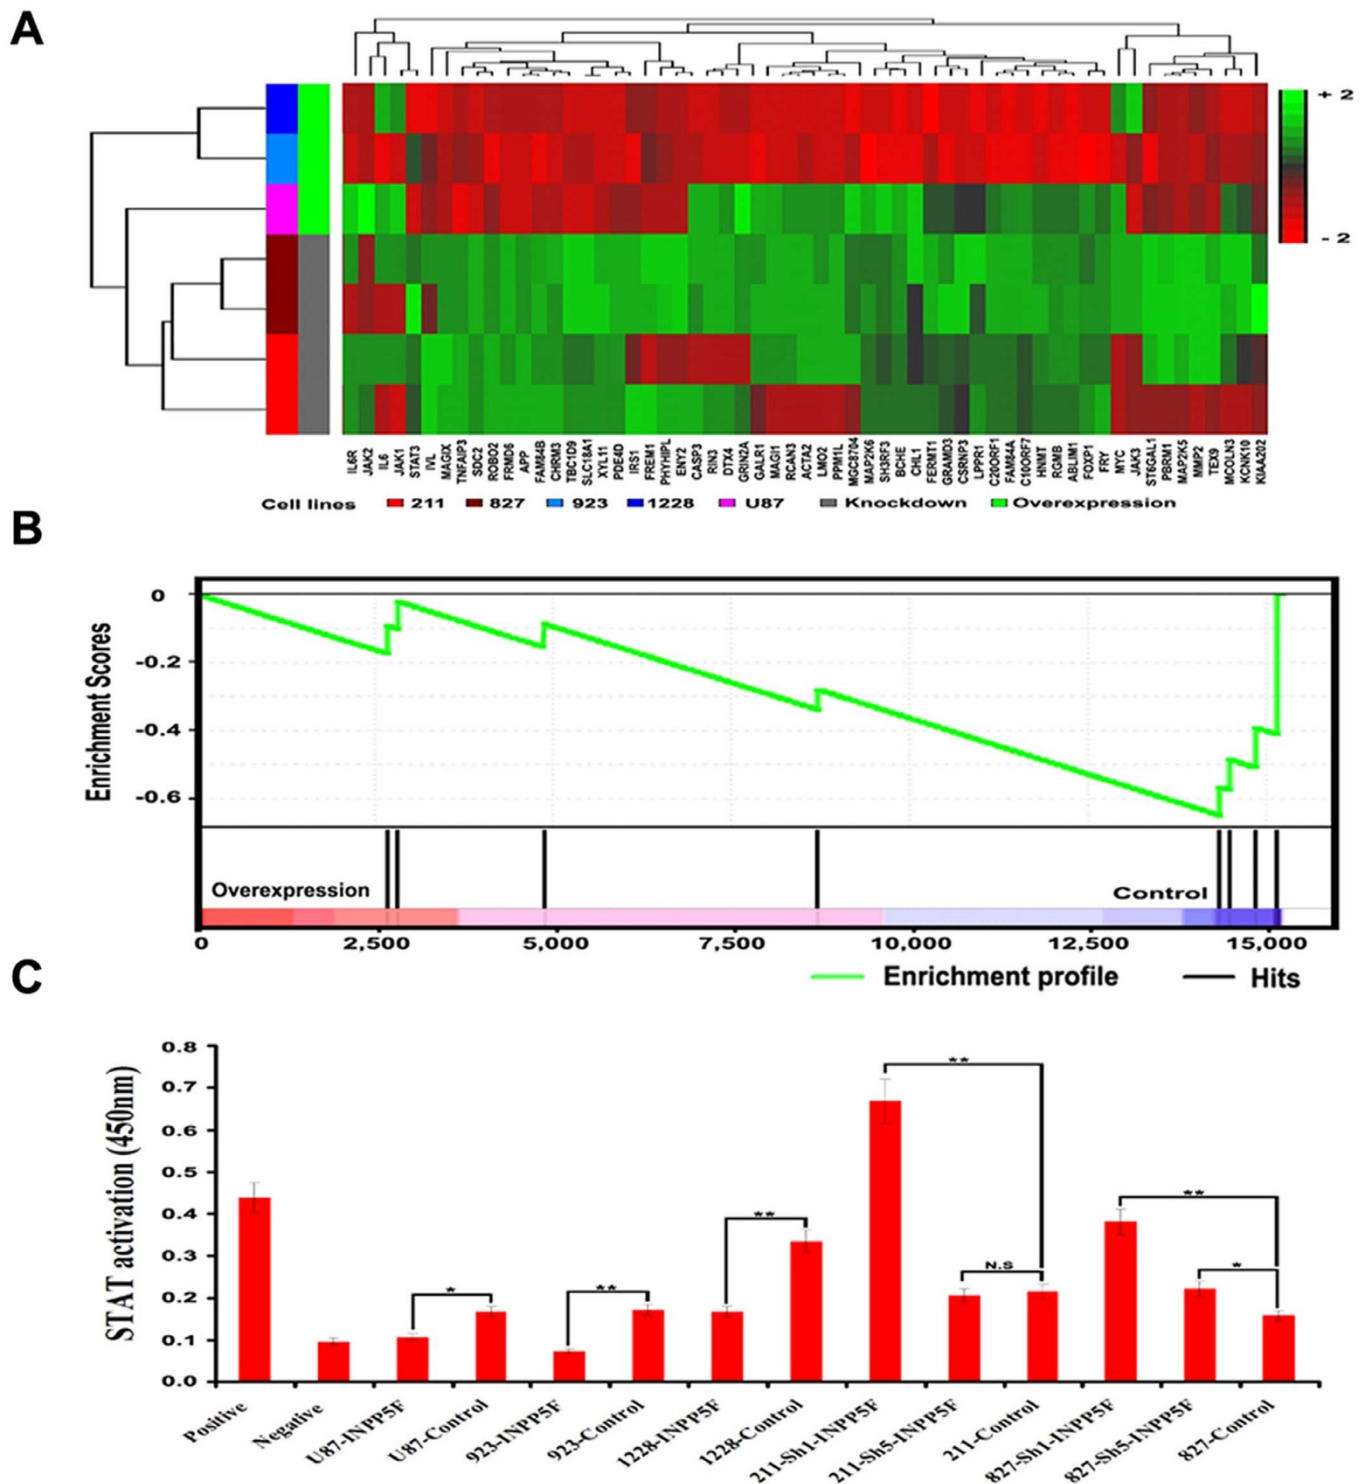 A
+ 2
- 2
IL6R JAK2 IL6 JAK1 STAT3 IVL MAGIX TNFAIP3 SDC2 ROBO2 FRMD6 APP FAM84B CHRM3 TBC1D9 SLC18A1 XYL11 PDE4D IRS1 FREM1 PHYHIPL ENY2 CASP3 RIN3 DTX4 GRIN2A GALR1 MAGI1 RCAN3 ACTA2 LMO2 PPM1L MGC8704 MAP2K6 SH3RF3 BCHE CHL1 FERMT1 GRAMD3 CSRNP3 LPPR1 C20ORF1 FAM84A C10ORF7 HNMT RGMB ABLIM1 FOXP1 FRY MYC JAK3 ST6GAL1 PBRM1 MAP2K5 MMP2 TEX9 MCOLN3 KCNK10 KIAA202
Cell lines 211 827 923 1228 U87 Knockdown Overexpression
B
Enrichment Scores
0
-0.2
-0.4
-0.6
Overexpression Control
0 2,500 5,000 7,500 10,000 12,500 15,000
Enrichment profile Hits
C
STAT activation (450nm)
0.8
0.7
0.6
0.5
0.4
0.3
0.2
0.1
0.0
* ** ** ** N.S ** *
Positive Negative U87-INPP5F U87-Control 923-INPP5F 923-Control 1228-INPP5F 1228-Control 211-Sh1-INPP5F 211-Sh5-INPP5F 211-Control 827-Sh1-INPP5F 827-Sh5-INPP5F 827-Control